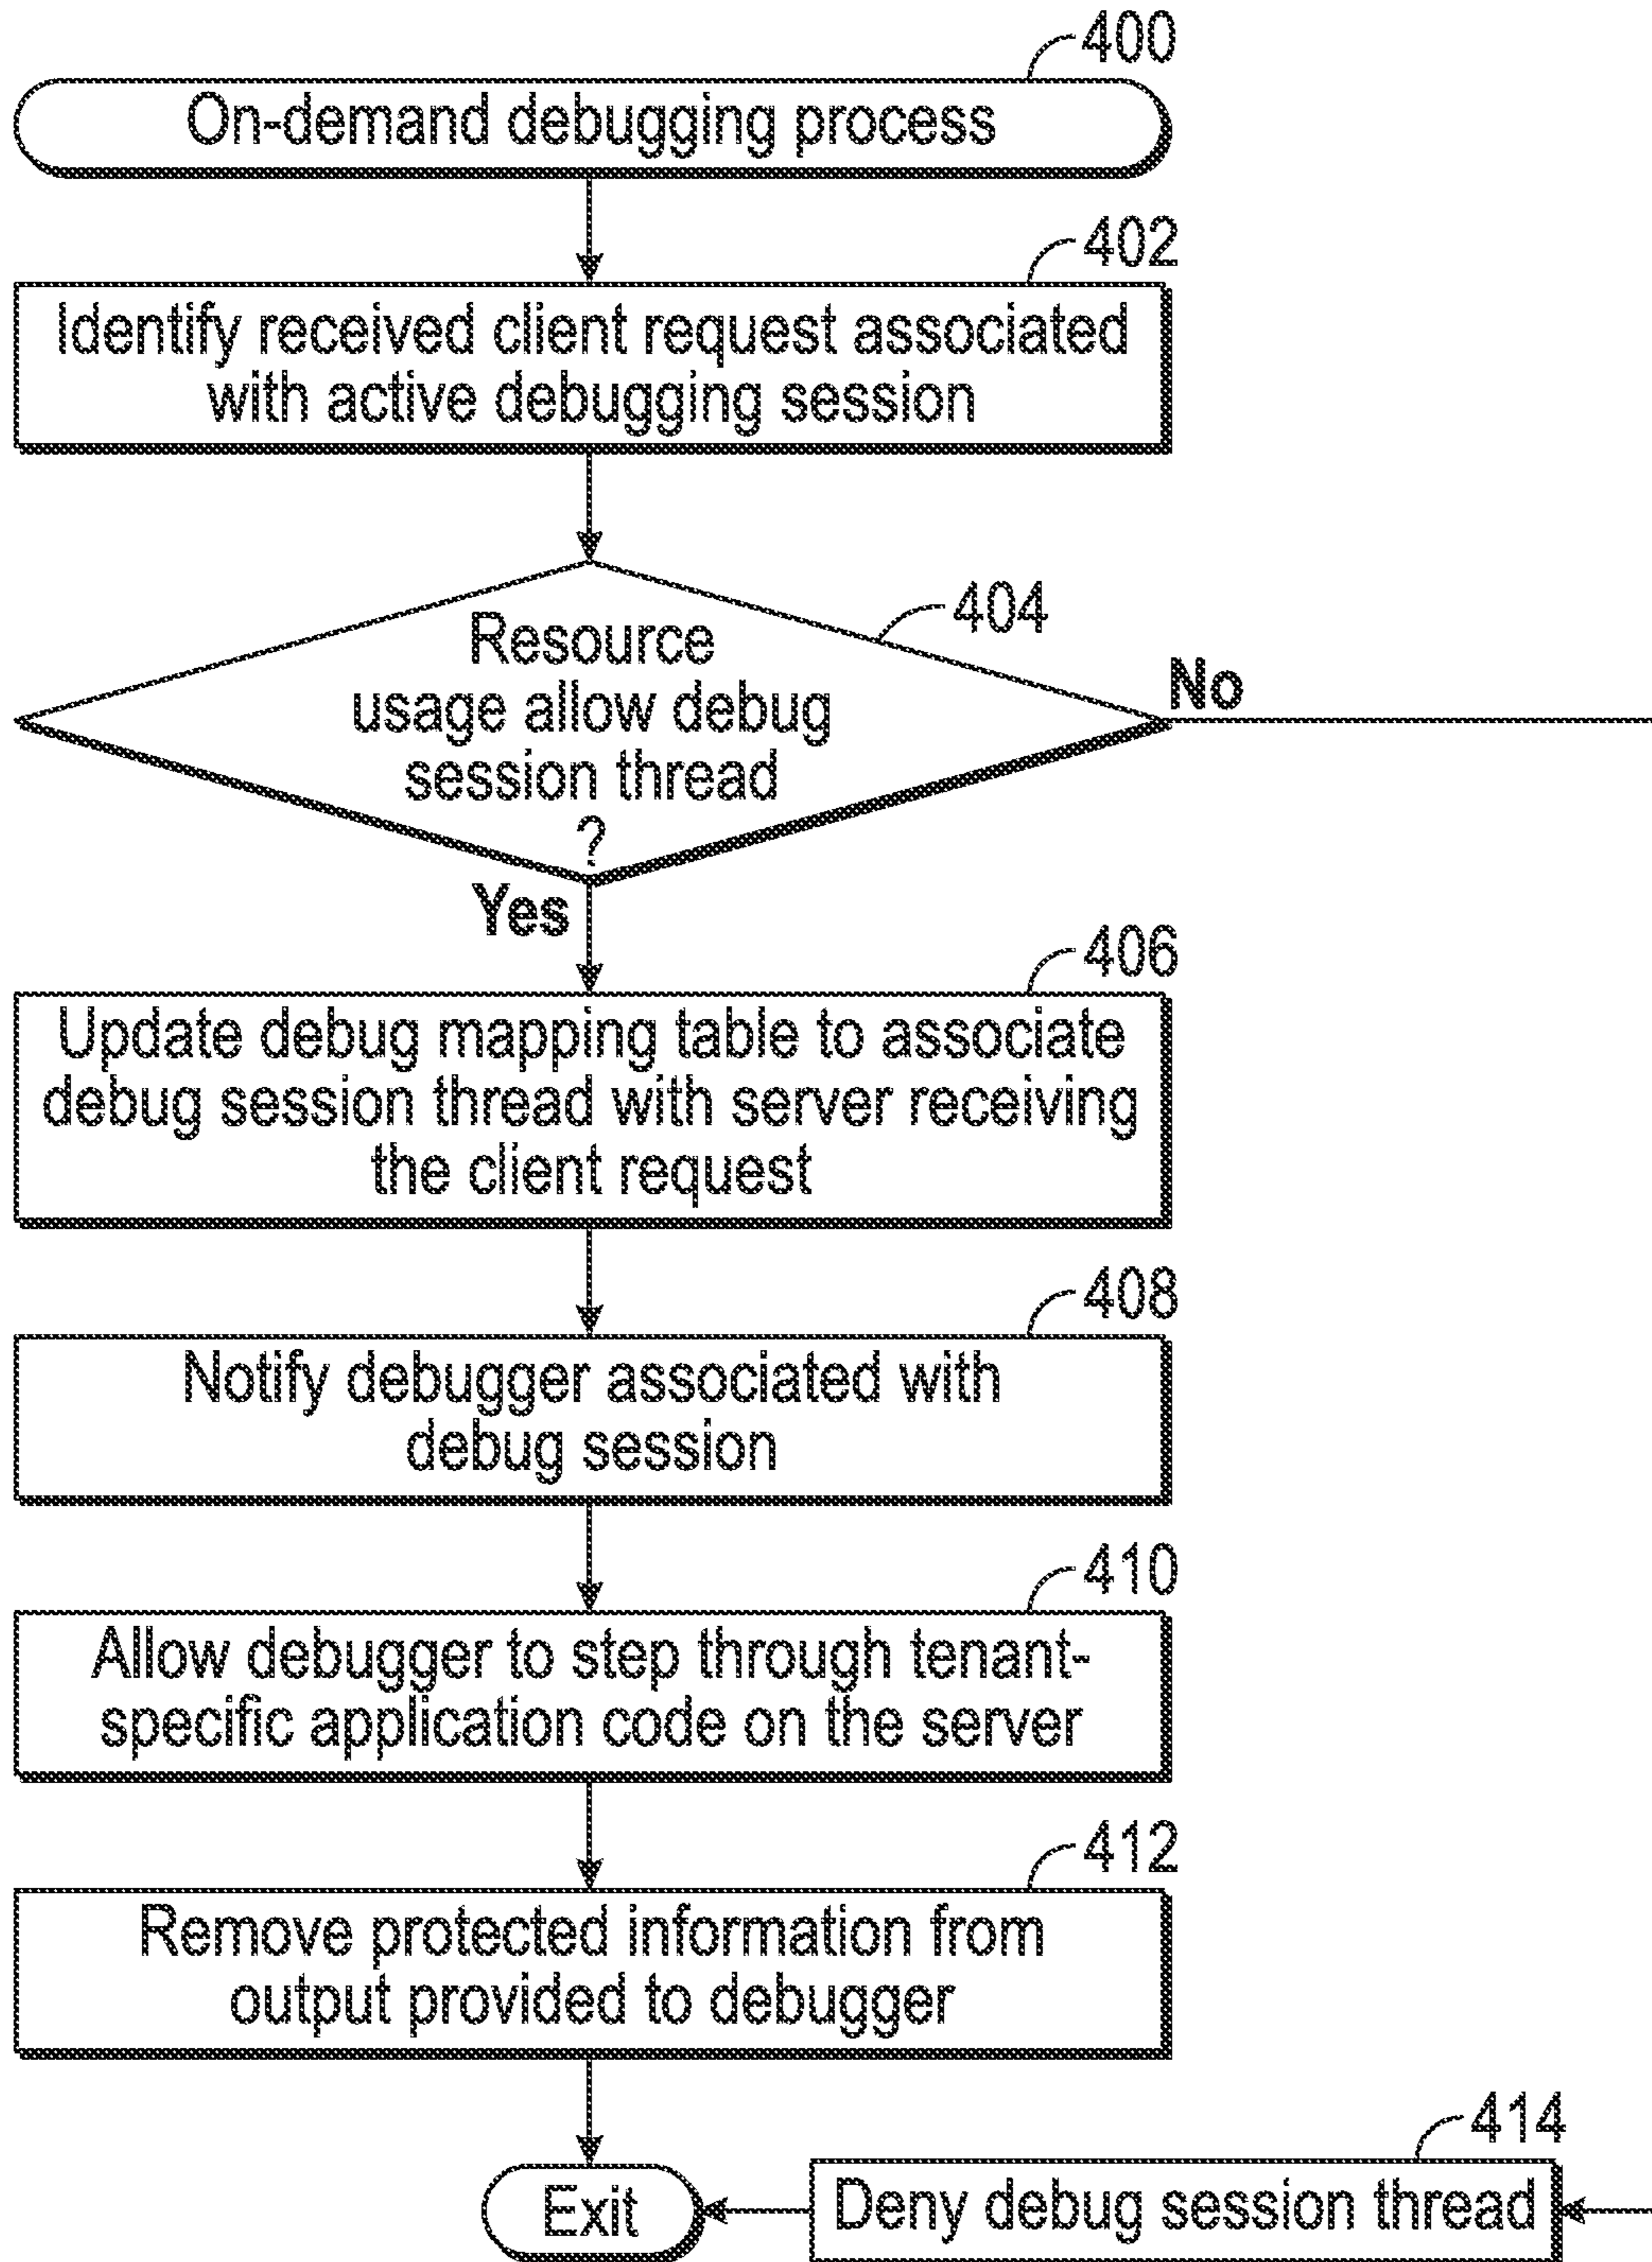 400
On-demand debugging process
402
Identify received client request associated
with active debugging session
404
Resource
usage allow debug
session thread
?
No
Yes
406
Update debug mapping table to associate
debug session thread with server receiving
the client request
408
Notify debugger associated with
debug session
410
Allow debugger to step through tenant-
specific application code on the server
412
Remove protected information from
output provided to debugger
414
Exit
Deny debug session thread